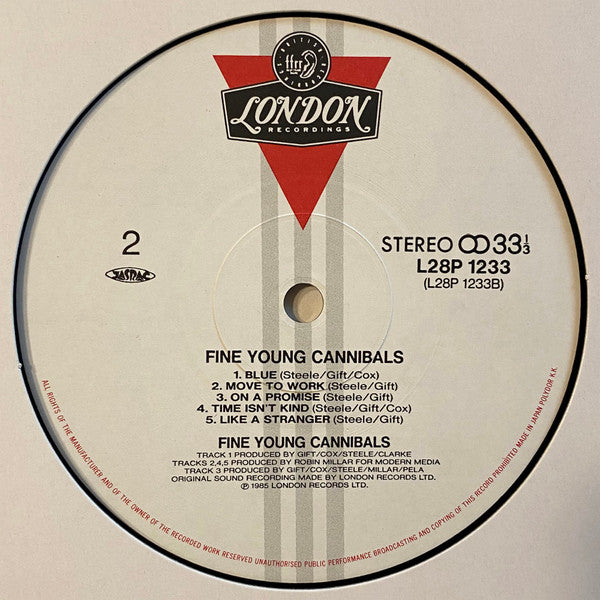 BRITISH RECORDING
ffrr
LONDON
RECORDINGS
2
JASRAC
STEREO 33⅓
L28P 1233
(L28P 1233B)
FINE YOUNG CANNIBALS
1. BLUE (Steele/Gift/Cox)
2. MOVE TO WORK (Steele/Gift)
3. ON A PROMISE (Steele/Gift)
4. TIME ISN'T KIND (Steele/Gift/Cox)
5. LIKE A STRANGER (Steele/Gift)
FINE YOUNG CANNIBALS
TRACK 1 PRODUCED BY GIFT/COX/STEELE/CLARKE
TRACKS 2,4,5 PRODUCED BY ROBIN MILLAR FOR MODERN MEDIA
TRACK 3 PRODUCED BY GIFT/COX/STEELE/MILLAR/PELA
ORIGINAL SOUND RECORDING MADE BY LONDON RECORDS LTD.
℗ 1985 LONDON RECORDS LTD.
ALL RIGHTS OF THE MANUFACTURER AND OF THE OWNER OF THE RECORDED WORK RESERVED UNAUTHORISED PUBLIC PERFORMANCE BROADCASTING AND COPYING OF THIS RECORD PROHIBITED MADE IN JAPAN POLYDOR K.K.